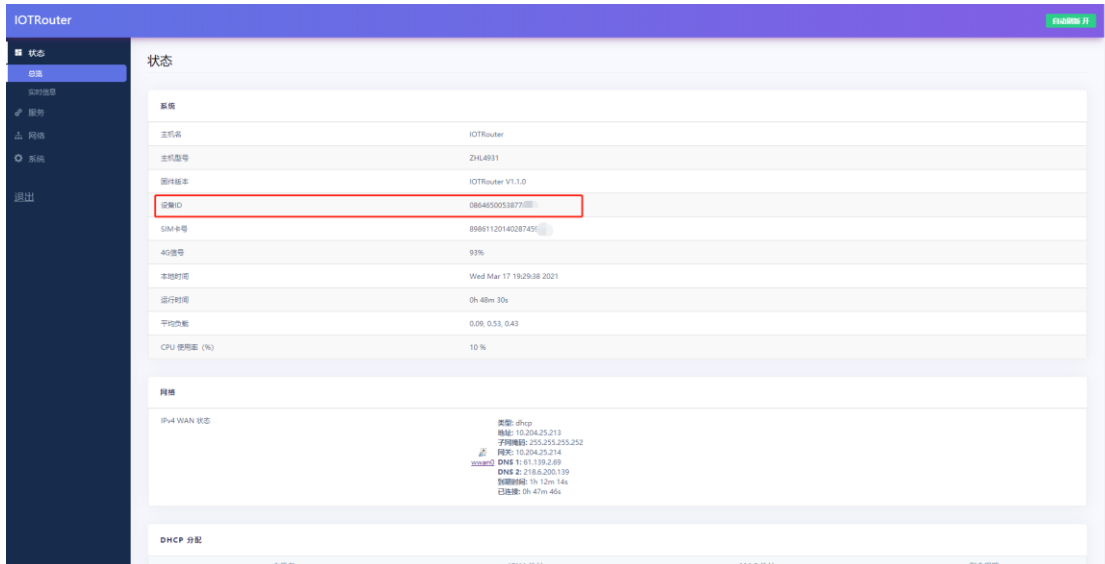 IOTRouter
自动刷新 开
状态
总览
实时信息
服务
网络
系统
退出
状态
系统
主机名 IOTRouter
主机型号 ZHL4931
固件版本 IOTRouter V1.1.0
设备ID 0864650053877
SIM卡号 8986112014028745
4G信号 93%
本地时间 Wed Mar 17 19:29:38 2021
运行时间 0h 48m 30s
平均负载 0.09, 0.53, 0.43
CPU 使用率（%） 10 %
网络
IPv4 WAN 状态
类型: dhcp
地址: 10.204.25.213
子网掩码: 255.255.255.252
网关: 10.204.25.214
wwan0 DNS 1: 61.139.2.69
DNS 2: 218.6.200.139
到期时间: 1h 12m 14s
已连接: 0h 47m 46s
DHCP 分配